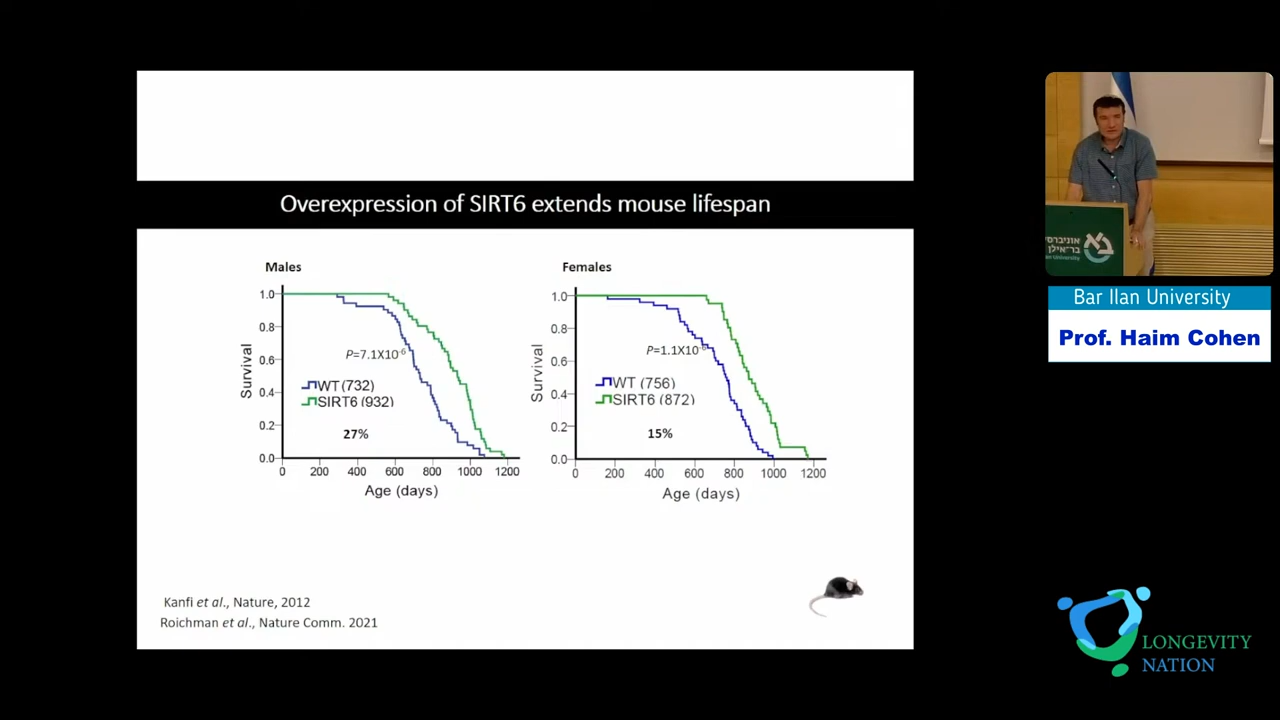 Overexpression of SIRT6 extends mouse lifespan
Males
Females
Survival
1.0
0.8
0.6
0.4
0.2
0.0
P=7.1X10-6
WT (732)
SIRT6 (932)
27%
0 200 400 600 800 1000 1200
Age (days)
Survival
1.0
0.8
0.6
0.4
0.2
0.0
P=1.1X10-6
WT (756)
SIRT6 (872)
15%
0 200 400 600 800 1000 1200
Age (days)
Kanfi et al., Nature, 2012
Roichman et al., Nature Comm. 2021
בר-אילן
University
Bar Ilan University
Prof. Haim Cohen
LONGEVITY
NATION